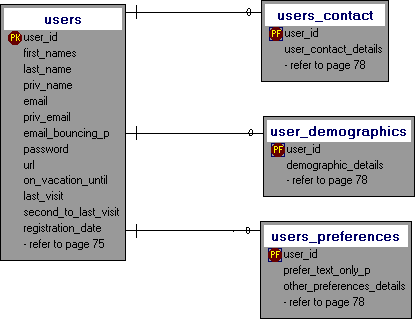 users
PK user_id
first_names
last_name
priv_name
email
priv_email
email_bouncing_p
password
url
on_vacation_until
last_visit
second_to_last_visit
registration_date
- refer to page 75
users_contact
PF user_id
user_contact_details
- refer to page 78
user_demographics
PF user_id
demographic_details
- refer to page 78
users_preferences
PF user_id
prefer_text_only_p
other_preferences_details
- refer to page 78